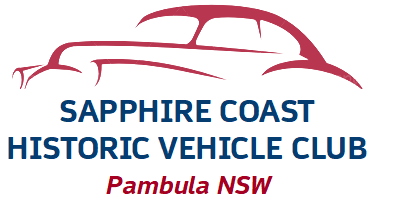 SAPPHIRE COAST
HISTORIC VEHICLE CLUB
Pambula NSW